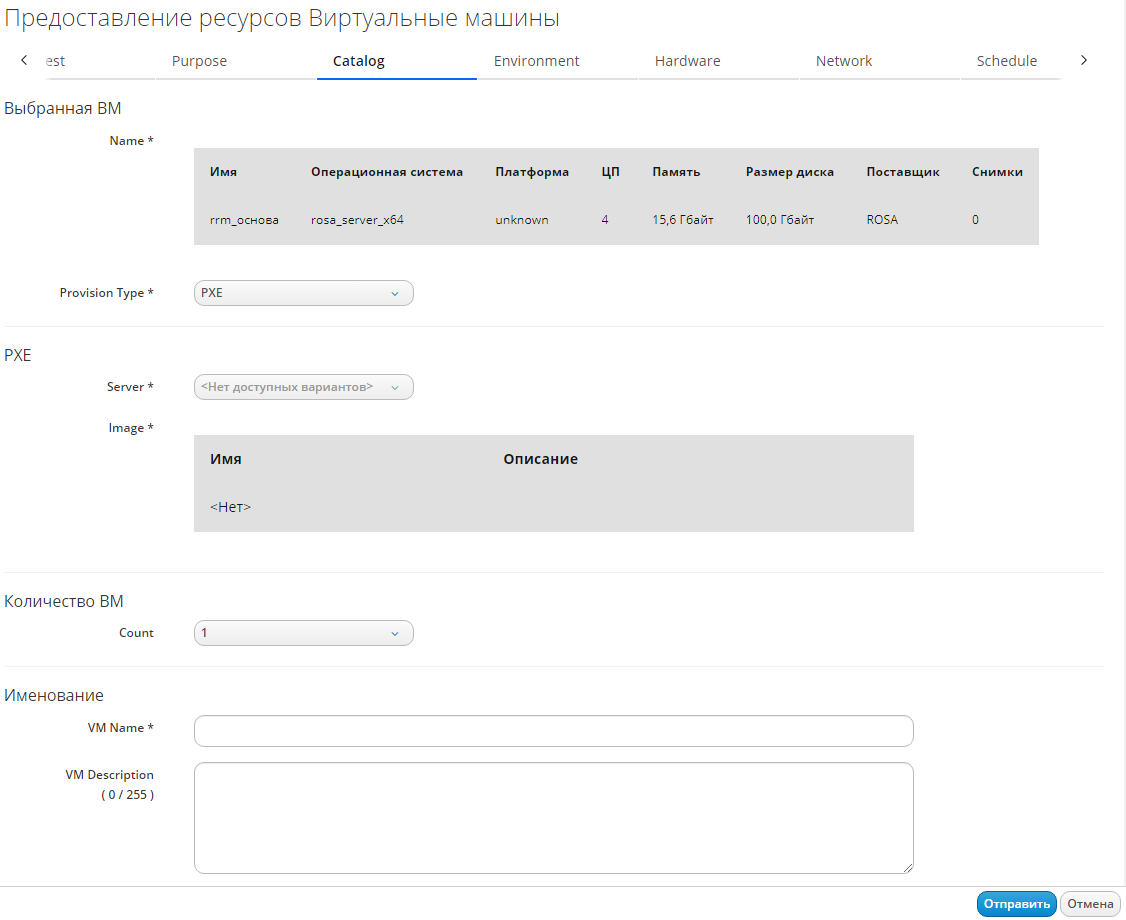 Предоставление ресурсов Виртуальные машины
est Purpose Catalog Environment Hardware Network Schedule
Выбранная ВМ
Name *
Имя Операционная система Платформа ЦП Память Размер диска Поставщик Снимки
rrm_основа rosa_server_x64 unknown 4 15,6 Гбайт 100,0 Гбайт ROSA 0
Provision Type * PXE
PXE
Server * <Нет доступных вариантов>
Image *
Имя Описание
<Нет>
Количество ВМ
Count 1
Именование
VM Name *
VM Description
( 0 / 255 )
Отправить Отмена